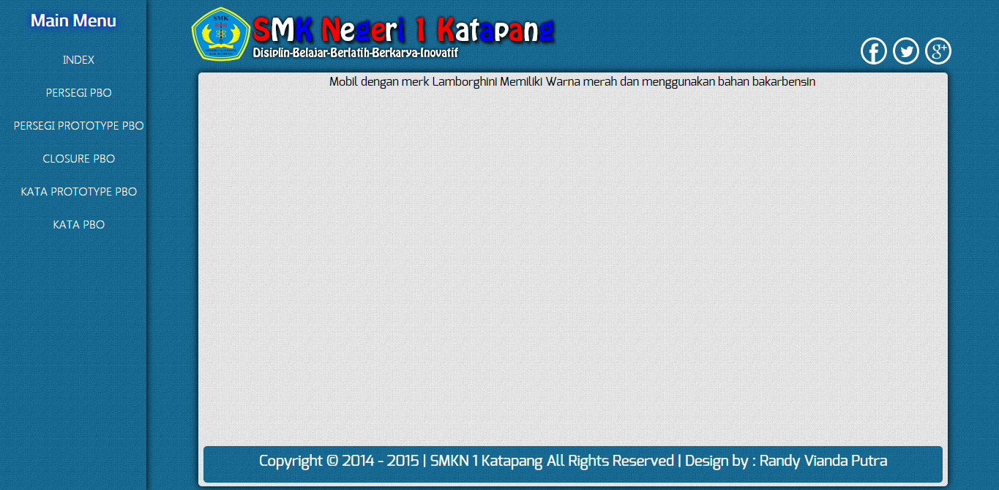 Main Menu
INDEX
PERSEGI PBO
PERSEGI PROTOTYPE PBO
CLOSURE PBO
KATA PROTOTYPE PBO
KATA PBO
SMK
SMK Negeri 1 Katapang
Disiplin-Belajar-Berlatih-Berkarya-Inovatif
Mobil dengan merk Lamborghini Memiliki Warna merah dan menggunakan bahan bakarbensin
Copyright © 2014 - 2015 | SMKN 1 Katapang All Rights Reserved | Design by : Randy Vianda Putra